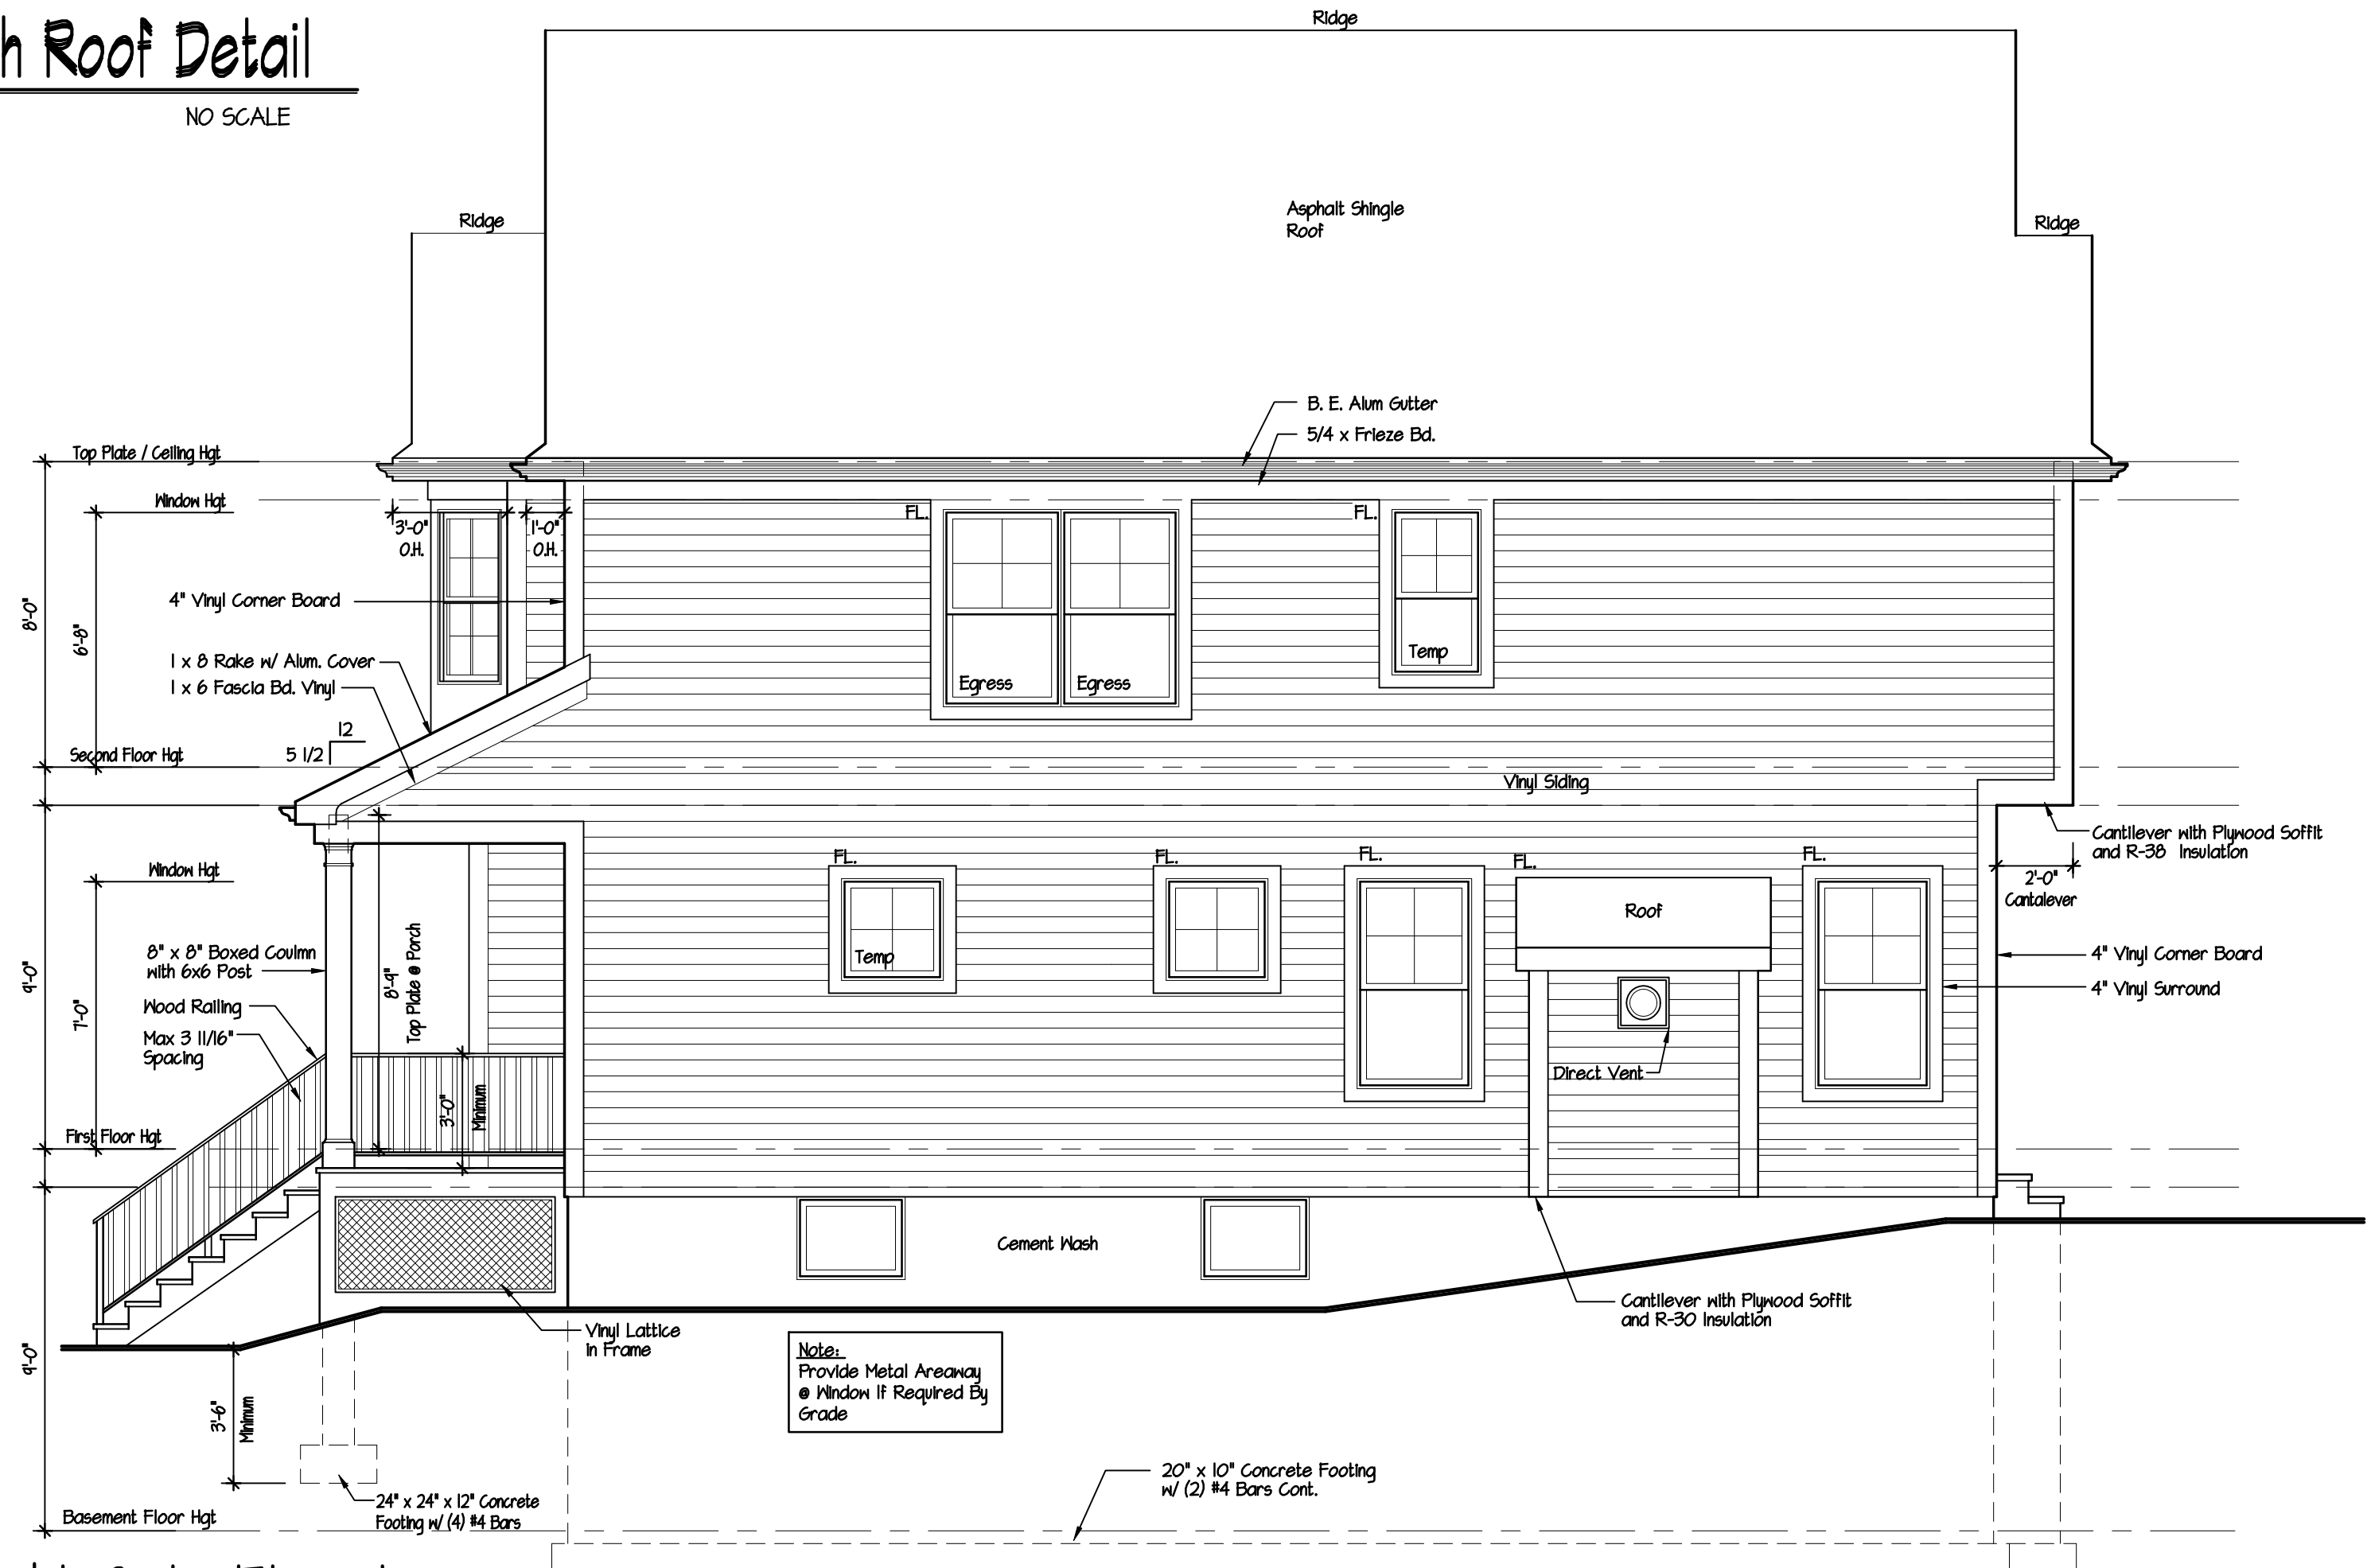 h Roof Detail
NO SCALE
Ridge
Ridge
Ridge
Asphalt Shingle
Roof
B. E. Alum Gutter
5/4 x Frieze Bd.
Top Plate / Ceiling Hgt
Window Hgt
3'-0"
O.H.
1'-0"
O.H.
FL.
FL.
8'-0"
6'-8"
4" Vinyl Corner Board
1 x 8 Rake w/ Alum. Cover
1 x 6 Fascia Bd. Vinyl
Temp
Egress
Egress
12
5 1/2
Second Floor Hgt
Vinyl Siding
Cantilever with Plywood Soffit
and R-38 Insulation
2'-0"
Cantalever
FL.
FL.
FL.
FL.
FL.
Window Hgt
Roof
Temp
8" x 8" Boxed Coulmn
with 6x6 Post
Wood Railing
Max 3 11/16"
Spacing
9'-0"
7'-0"
8'-9"
Top Plate @ Porch
4" Vinyl Corner Board
4" Vinyl Surround
Direct Vent
3'-0"
Minimum
First Floor Hgt
Cement Wash
Cantilever with Plywood Soffit
and R-30 Insulation
Vinyl Lattice
in Frame
Note:
Provide Metal Areaway
@ Window If Required By
Grade
9'-0"
3'-6"
Minimum
20" x 10" Concrete Footing
w/ (2) #4 Bars Cont.
24" x 24" x 12" Concrete
Footing w/ (4) #4 Bars
Basement Floor Hgt